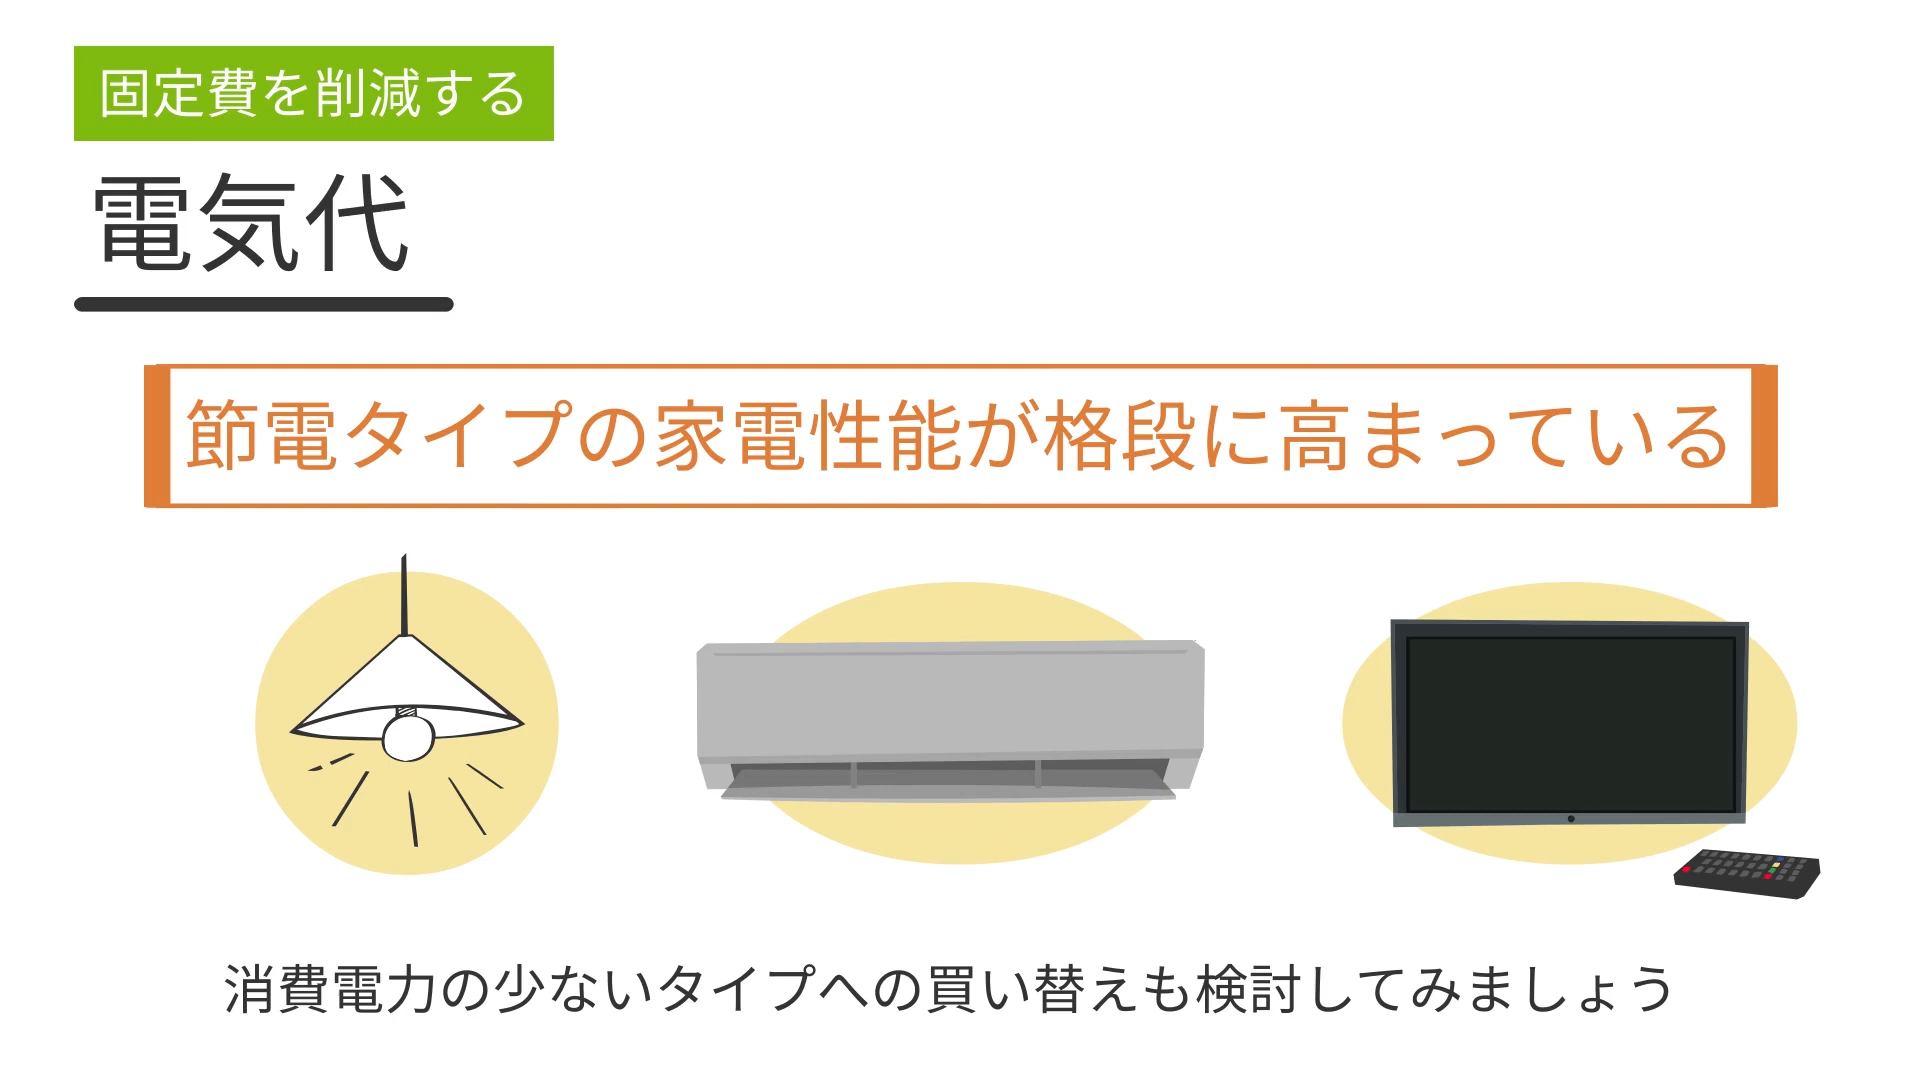 固定費を削減する
電気代
節電タイプの家電性能が格段に高まっている
消費電力の少ないタイプへの買い替えも検討してみましょう